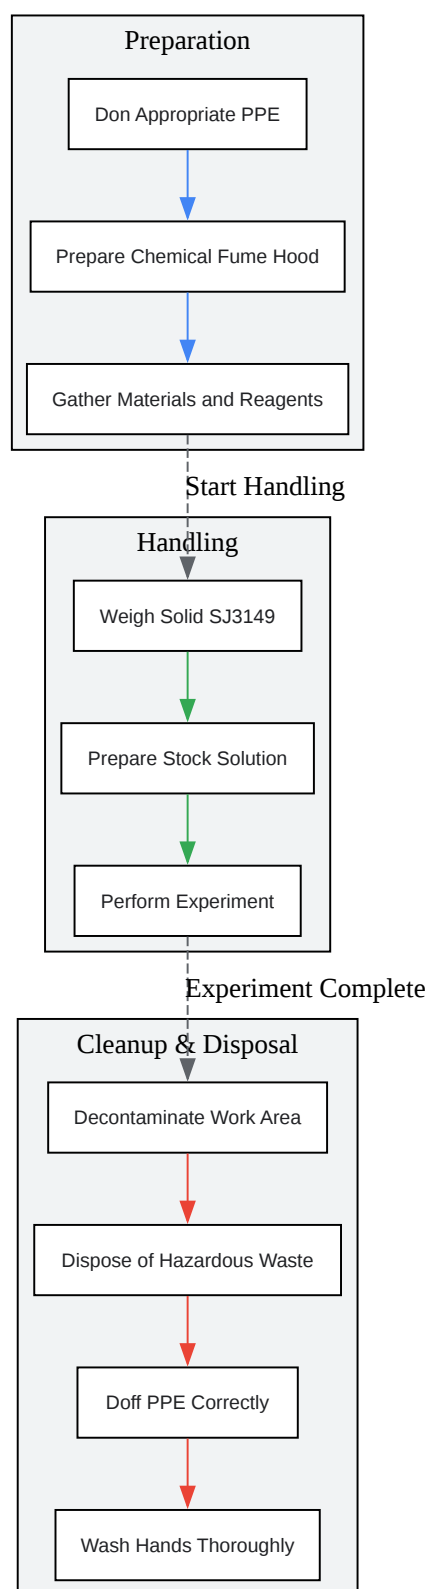 Preparation
Don Appropriate PPE
Prepare Chemical Fume Hood
Gather Materials and Reagents
Start Handling
Handling
Weigh Solid SJ3149
Prepare Stock Solution
Perform Experiment
Experiment Complete
Cleanup & Disposal
Decontaminate Work Area
Dispose of Hazardous Waste
Doff PPE Correctly
Wash Hands Thoroughly